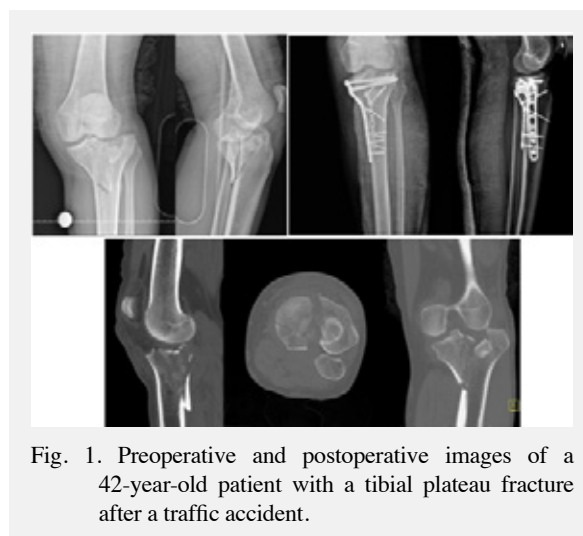 Fig. 1. Preoperative and postoperative images of a
42-year-old patient with a tibial plateau fracture
after a traffic accident.